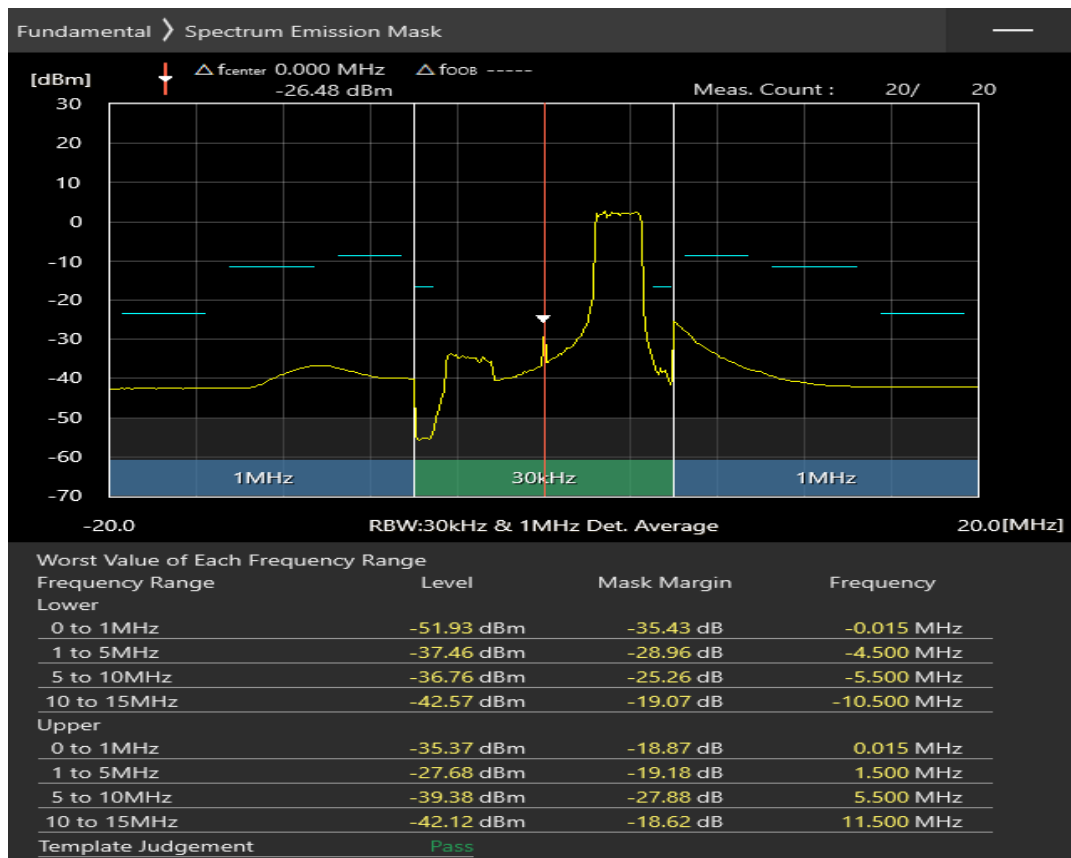 Fundamental ❯ Spectrum Emission Mask
[dBm] △ fcenter 0.000 MHz △ fOOB -----
-26.48 dBm Meas. Count : 20/ 20
30
20
10
0
-10
-20
-30
-40
-50
-60
-70
1MHz 30kHz 1MHz
-20.0 RBW:30kHz & 1MHz Det. Average 20.0[MHz]
Worst Value of Each Frequency Range
Frequency Range Level Mask Margin Frequency
Lower
0 to 1MHz -51.93 dBm -35.43 dB -0.015 MHz
1 to 5MHz -37.46 dBm -28.96 dB -4.500 MHz
5 to 10MHz -36.76 dBm -25.26 dB -5.500 MHz
10 to 15MHz -42.57 dBm -19.07 dB -10.500 MHz
Upper
0 to 1MHz -35.37 dBm -18.87 dB 0.015 MHz
1 to 5MHz -27.68 dBm -19.18 dB 1.500 MHz
5 to 10MHz -39.38 dBm -27.88 dB 5.500 MHz
10 to 15MHz -42.12 dBm -18.62 dB 11.500 MHz
Template Judgement Pass